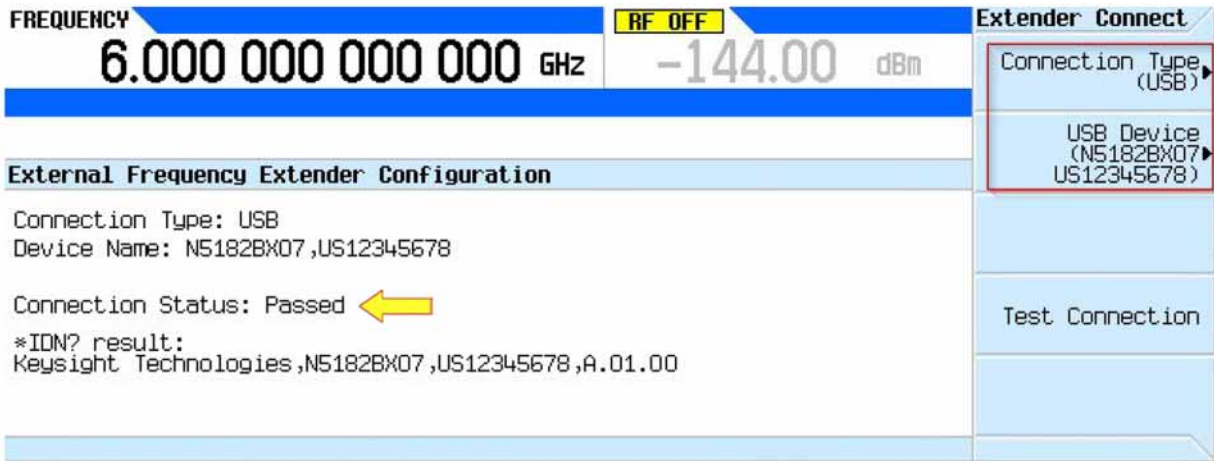 FREQUENCY
6.000 000 000 000 GHz
RF OFF
-144.00 dBm
External Frequency Extender Configuration
Connection Type: USB
Device Name: N5182BX07,US12345678
Connection Status: Passed
*IDN? result:
Keysight Technologies,N5182BX07,US12345678,A.01.00
Extender Connect
Connection Type
(USB)
USB Device
(N5182BX07
US12345678)
Test Connection